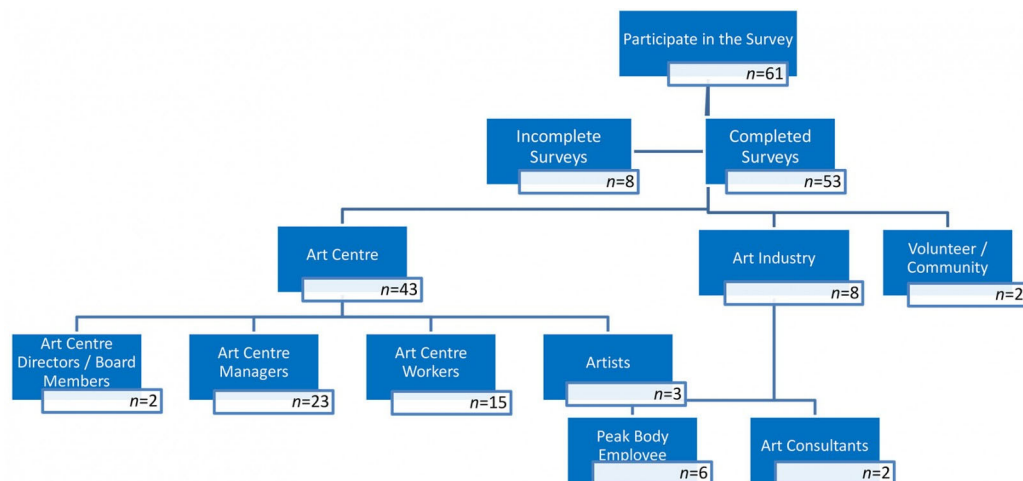 Participate in the Survey
n=61
Incomplete
Surveys
n=8
Completed
Surveys
n=53
Art Centre
n=43
Art Industry
n=8
Volunteer /
Community
n=2
Art Centre
Directors / Board
Members
n=2
Art Centre
Managers
n=23
Art Centre
Workers
n=15
Artists
n=3
Peak Body
Employee
n=6
Art Consultants
n=2